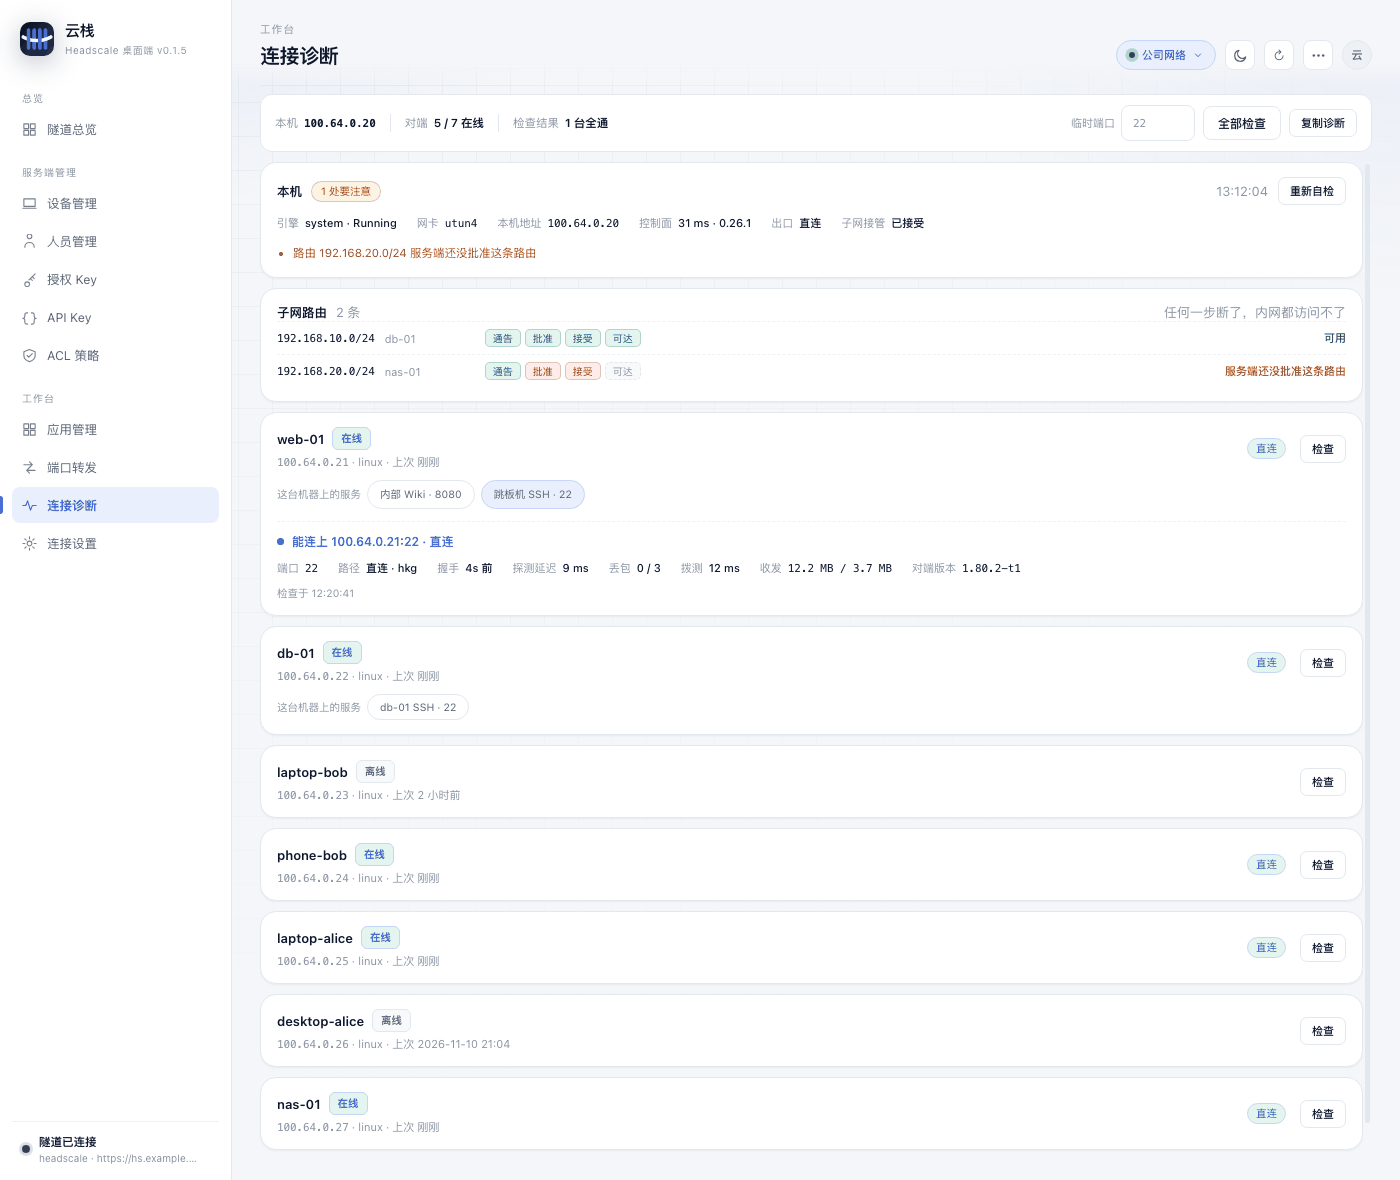 云栈
Headscale 桌面端 v0.1.5
总览
隧道总览
服务端管理
设备管理
人员管理
授权 Key
API Key
ACL 策略
工作台
应用管理
端口转发
连接诊断
连接设置
隧道已连接
headscale · https://hs.example....
工作台
连接诊断
公司网络
云
本机 100.64.0.20 对端 5 / 7 在线 检查结果 1 台全通
临时端口 22 全部检查 复制诊断
本机 1 处要注意 13:12:04 重新自检
引擎 system · Running 网卡 utun4 本机地址 100.64.0.20 控制面 31 ms · 0.26.1 出口 直连 子网接管 已接受
路由 192.168.20.0/24 服务端还没批准这条路由
子网路由 2 条 任何一步断了，内网都访问不了
192.168.10.0/24 db-01 通告 批准 接受 可达 可用
192.168.20.0/24 nas-01 通告 批准 接受 可达 服务端还没批准这条路由
web-01 在线 直连 检查
100.64.0.21 · linux · 上次 刚刚
这台机器上的服务 内部 Wiki · 8080 跳板机 SSH · 22
能连上 100.64.0.21:22 · 直连
端口 22 路径 直连 · hkg 握手 4s 前 探测延迟 9 ms 丢包 0 / 3 拨测 12 ms 收发 12.2 MB / 3.7 MB 对端版本 1.80.2-t1
检查于 12:20:41
db-01 在线 直连 检查
100.64.0.22 · linux · 上次 刚刚
这台机器上的服务 db-01 SSH · 22
laptop-bob 离线 检查
100.64.0.23 · linux · 上次 2 小时前
phone-bob 在线 直连 检查
100.64.0.24 · linux · 上次 刚刚
laptop-alice 在线 直连 检查
100.64.0.25 · linux · 上次 刚刚
desktop-alice 离线 检查
100.64.0.26 · linux · 上次 2026-11-10 21:04
nas-01 在线 直连 检查
100.64.0.27 · linux · 上次 刚刚